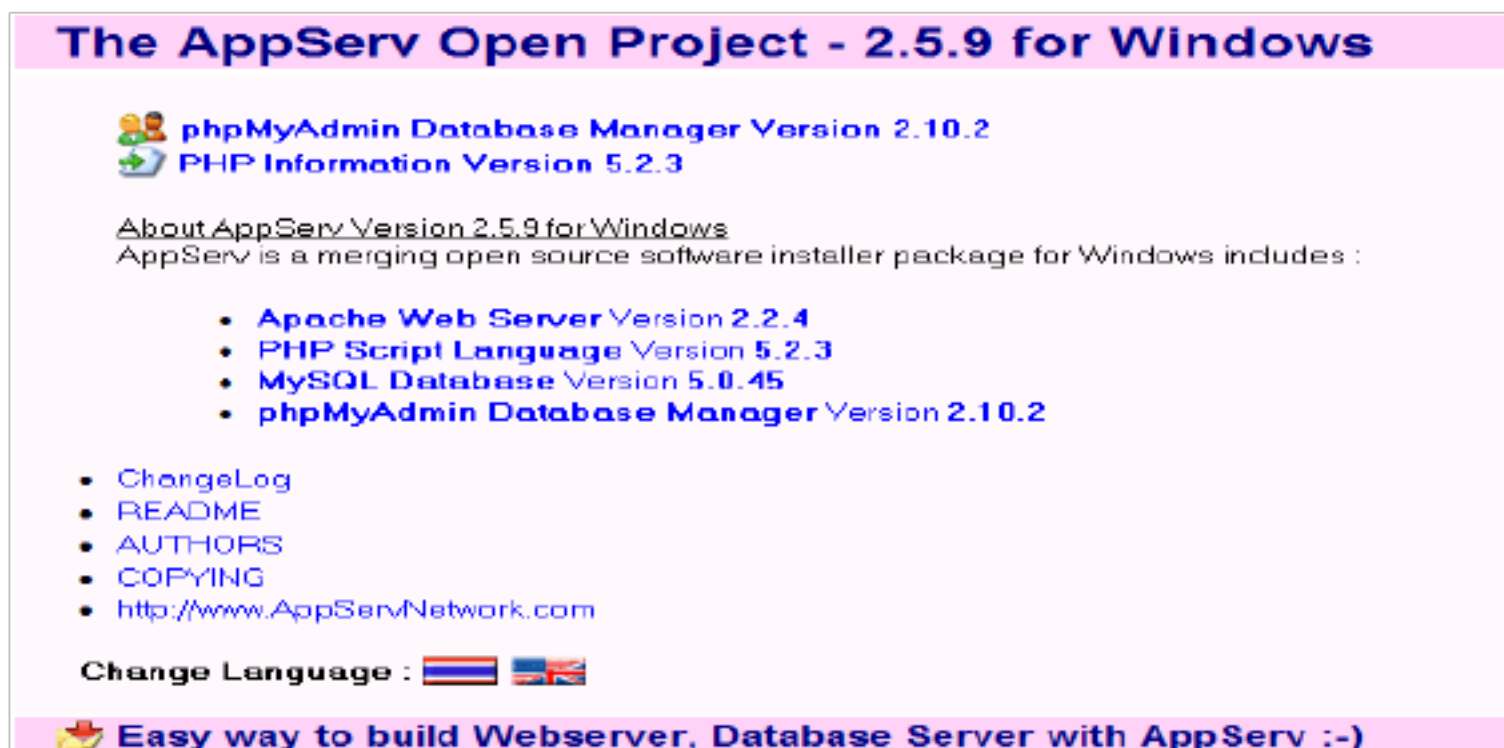 The AppServ Open Project - 2.5.9 for Windows
phpMyAdmin Database Manager Version 2.10.2
PHP Information Version 5.2.3
About AppServ Version 2.5.9 for Windows
AppServ is a merging open source software installer package for Windows includes :
• Apache Web Server Version 2.2.4
• PHP Script Language Version 5.2.3
• MySQL Database Version 5.0.45
• phpMyAdmin Database Manager Version 2.10.2
• ChangeLog
• README
• AUTHORS
• COPYING
• http://www.AppServNetwork.com
Change Language :
Easy way to build Webserver, Database Server with AppServ :-)